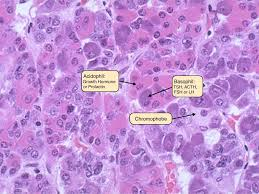 Acidophil:
Growth Hormone
or Prolactin
Basophil:
TSH, ACTH,
FSH or LH
Chromophobe